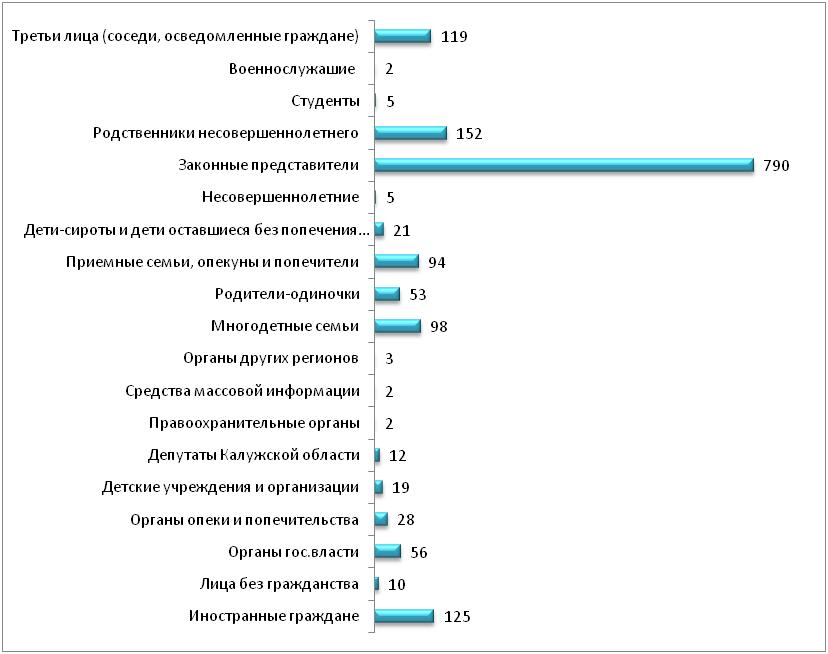 Третьи лица (соседи, осведомленные граждане) 119
Военнослужашие 2
Студенты 5
Родственники несовершеннолетнего 152
Законные представители 790
Несовершеннолетние 5
Дети-сироты и дети оставшиеся без попечения... 21
Приемные семьи, опекуны и попечители 94
Родители-одиночки 53
Многодетные семьи 98
Органы других регионов 3
Средства массовой информации 2
Правоохранительные органы 2
Депутаты Калужской области 12
Детские учреждения и организации 19
Органы опеки и попечительства 28
Органы гос.власти 56
Лица без гражданства 10
Иностранные граждане 125